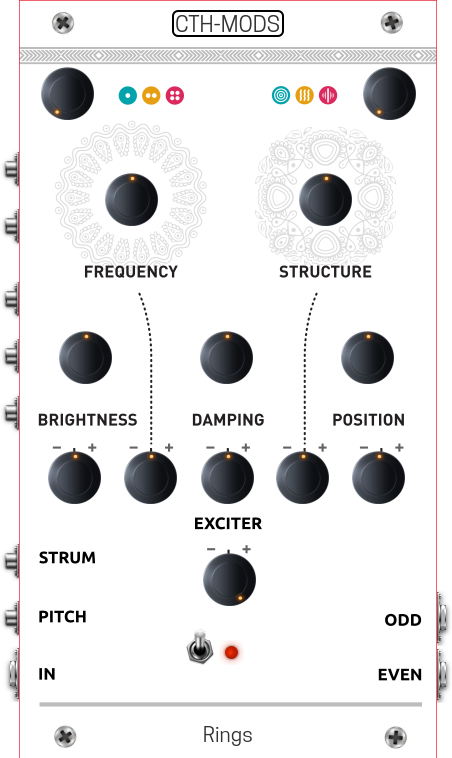 CTH-MODS
FREQUENCY STRUCTURE
BRIGHTNESS DAMPING POSITION
− + − + − + − + − +
EXCITER
− +
STRUM
PITCH ODD
IN EVEN
Rings